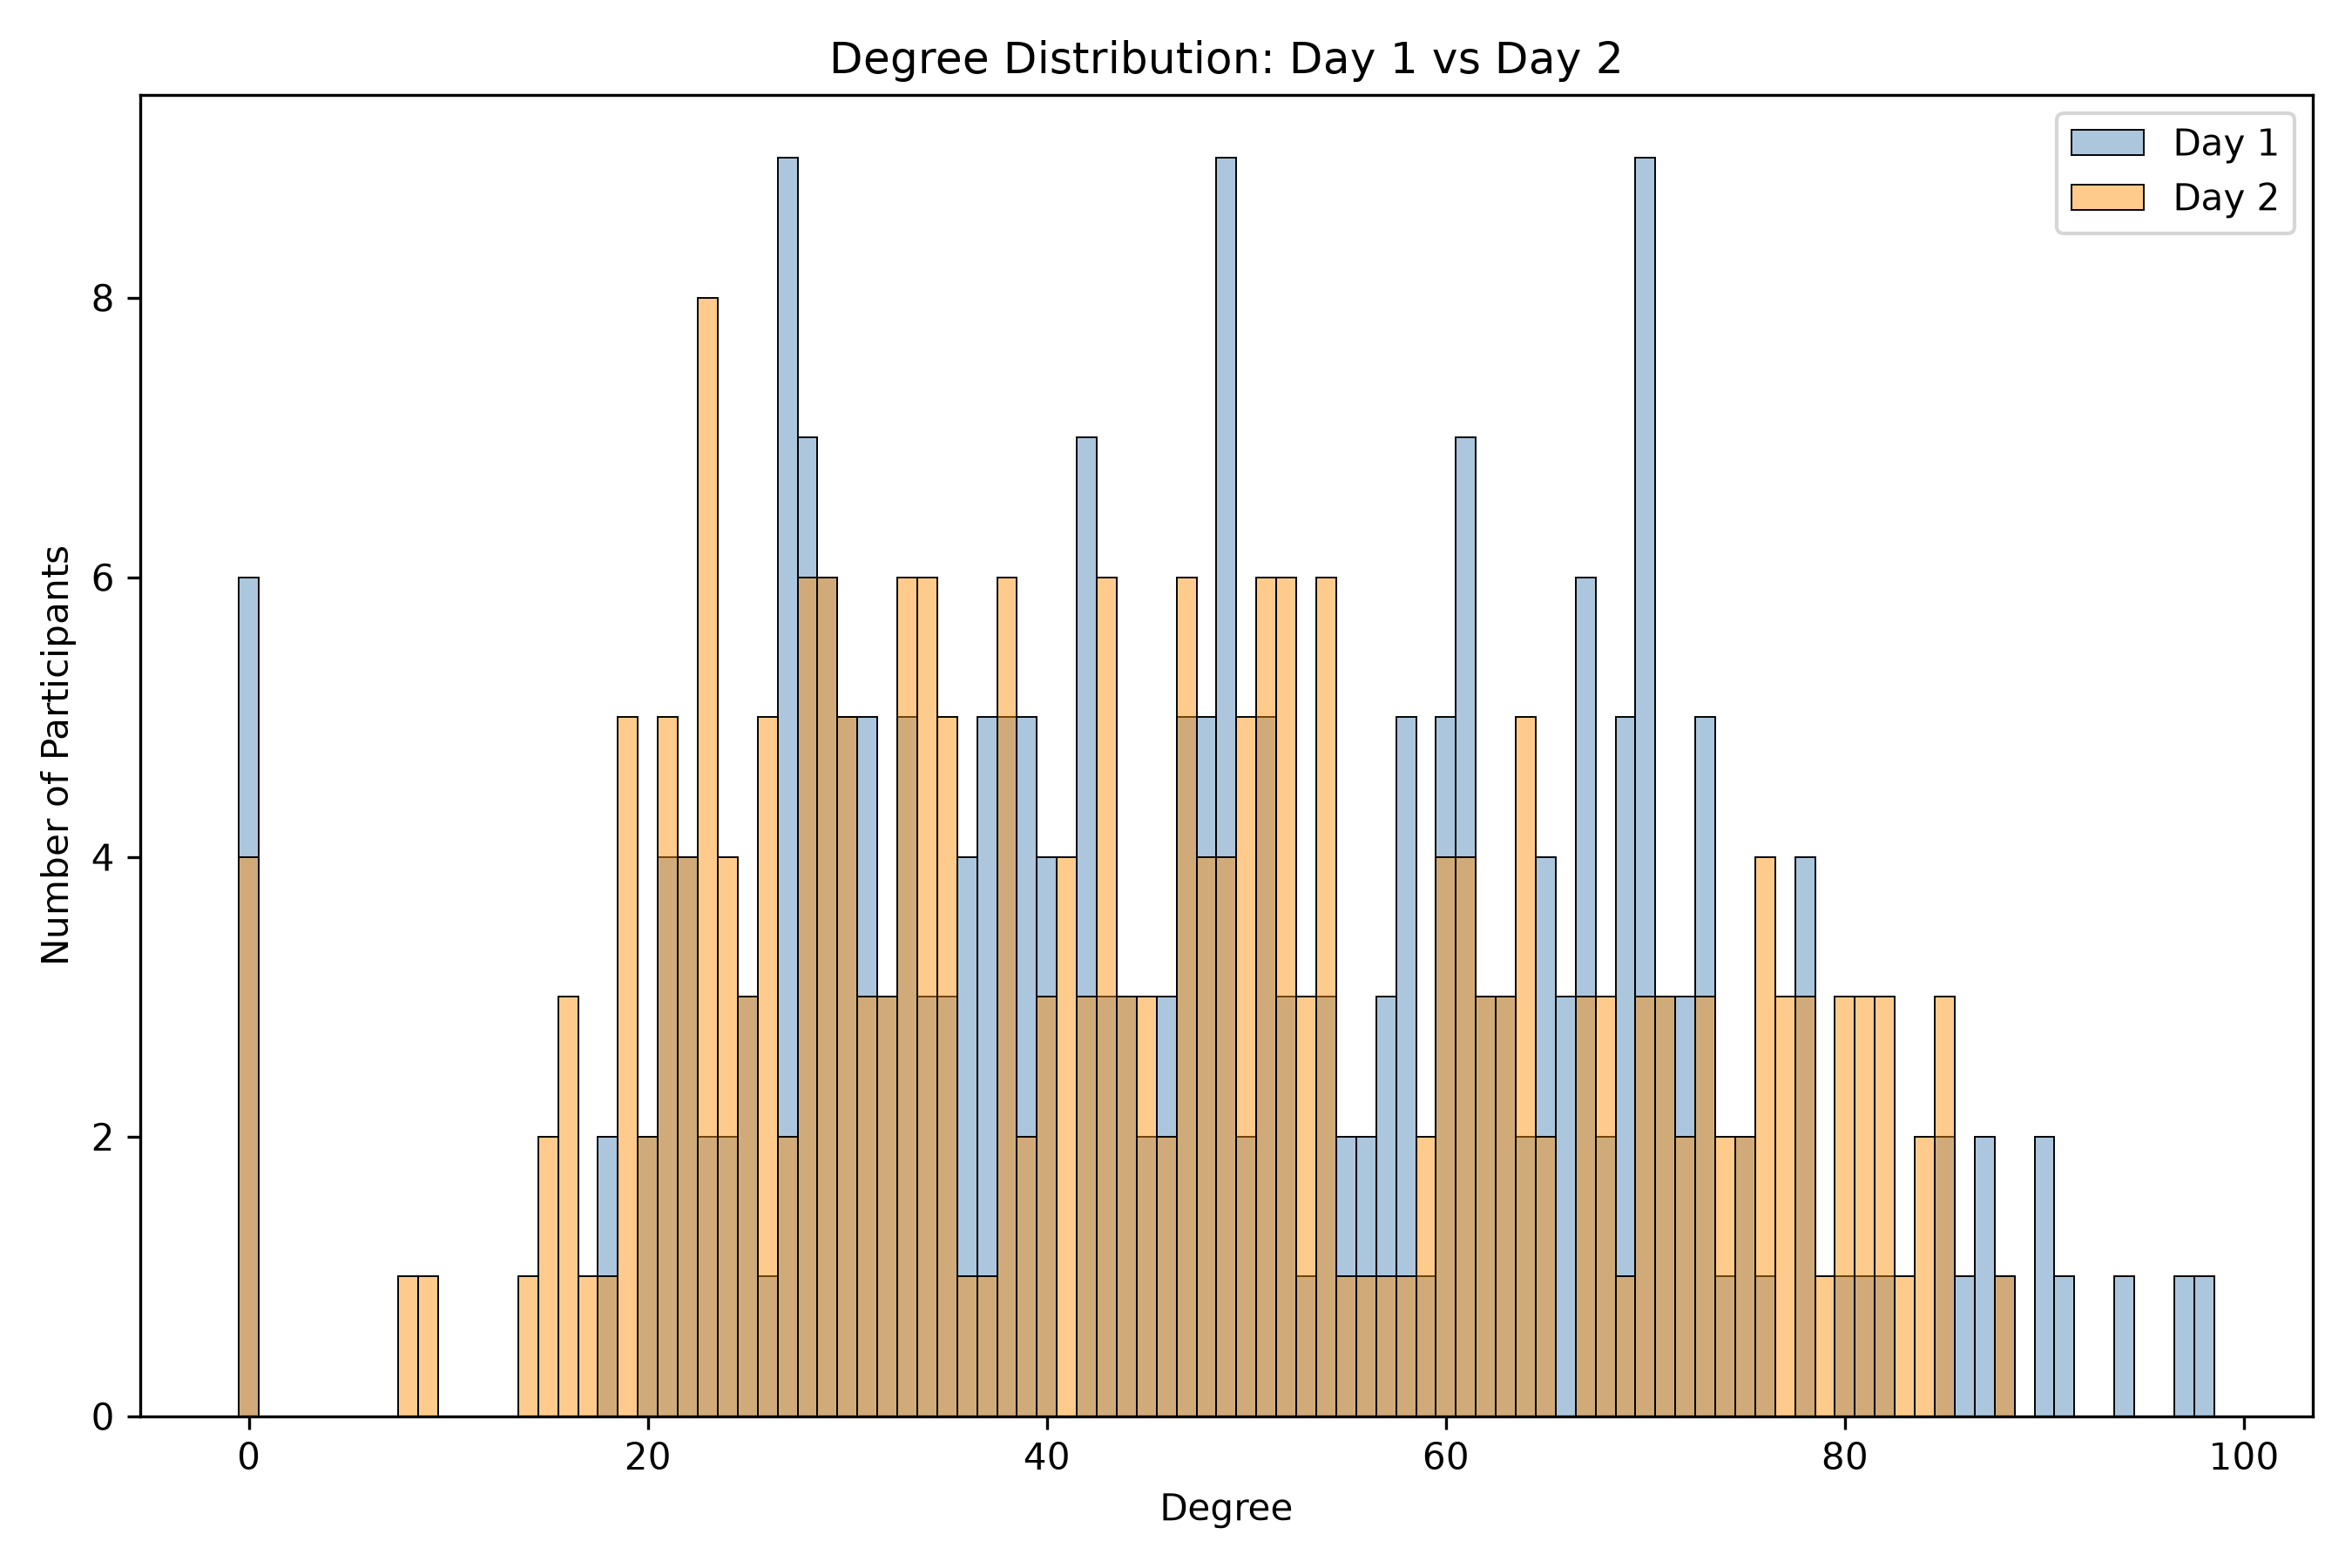 Degree Distribution: Day 1 vs Day 2
Day 1
Day 2
Number of Participants
8
6
4
2
0
0 20 40 60 80 100
Degree